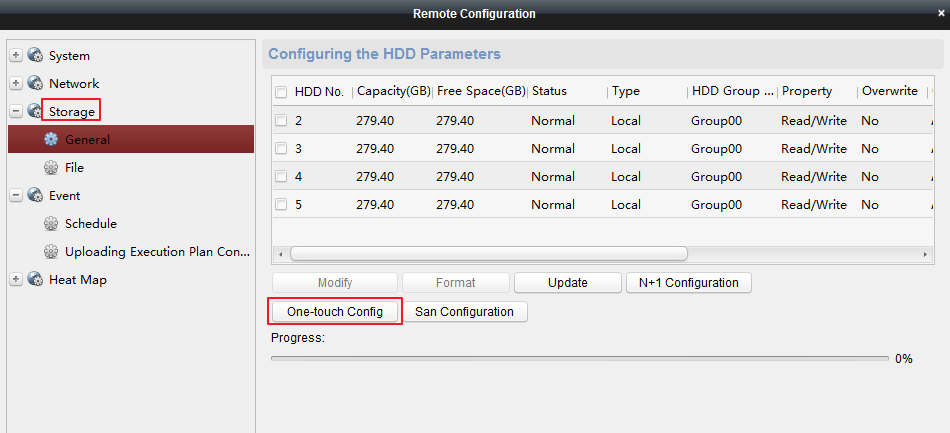 Remote Configuration ×
System
Network
Storage
General
File
Event
Schedule
Uploading Execution Plan Con...
Heat Map
Configuring the HDD Parameters
HDD No. Capacity(GB) Free Space(GB) Status Type HDD Group ... Property Overwrite
2 279.40 279.40 Normal Local Group00 Read/Write No
3 279.40 279.40 Normal Local Group00 Read/Write No
4 279.40 279.40 Normal Local Group00 Read/Write No
5 279.40 279.40 Normal Local Group00 Read/Write No
Modify Format Update N+1 Configuration
One-touch Config San Configuration
Progress:
0%